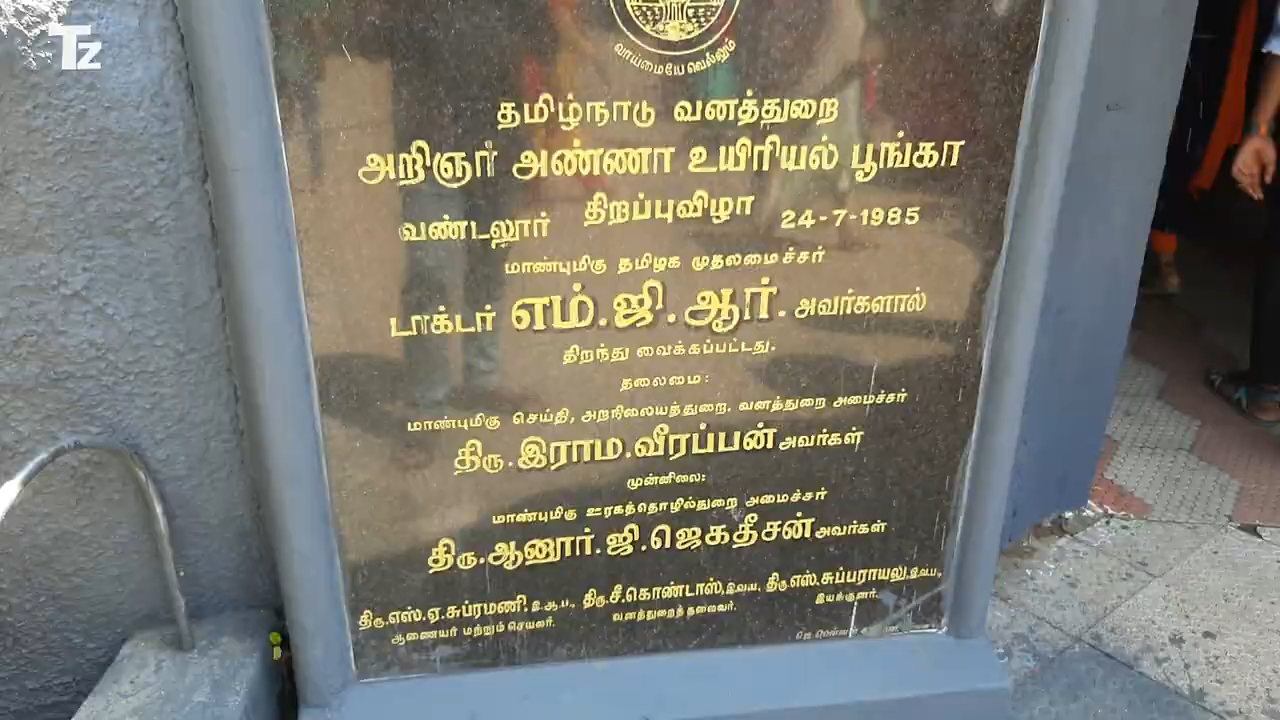 Tz
வாய்மையே வெல்லும்
தமிழ்நாடு வனத்துறை
அறிஞர் அண்ணா உயிரியல் பூங்கா
வண்டலூர் திறப்புவிழா 24-7-1985
மாண்புமிகு தமிழக முதலமைச்சர்
டாக்டர் எம்.ஜி.ஆர். அவர்களால்
திறந்து வைக்கப்பட்டது.
தலைமை:
மாண்புமிகு செய்தி, அறநிலையத்துறை, வனத்துறை அமைச்சர்
திரு.இராம.வீரப்பன் அவர்கள்
முன்னிலை:
மாண்புமிகு ஊரகத்தொழில்துறை அமைச்சர்
திரு.ஆனூர்.ஜி.ஜெகதீசன் அவர்கள்
திரு.எஸ்.ஏ.சுப்ரமணி, இ.ஆ.ப., திரு.சீ.கொண்டாஸ், இ.வ.ப, திரு.எஸ்.சுப்பராயலு, இ.வ.ப.,
ஆணையர் மற்றும் செயலர். வனத்துறைத் தலைவர். இயக்குனர்.